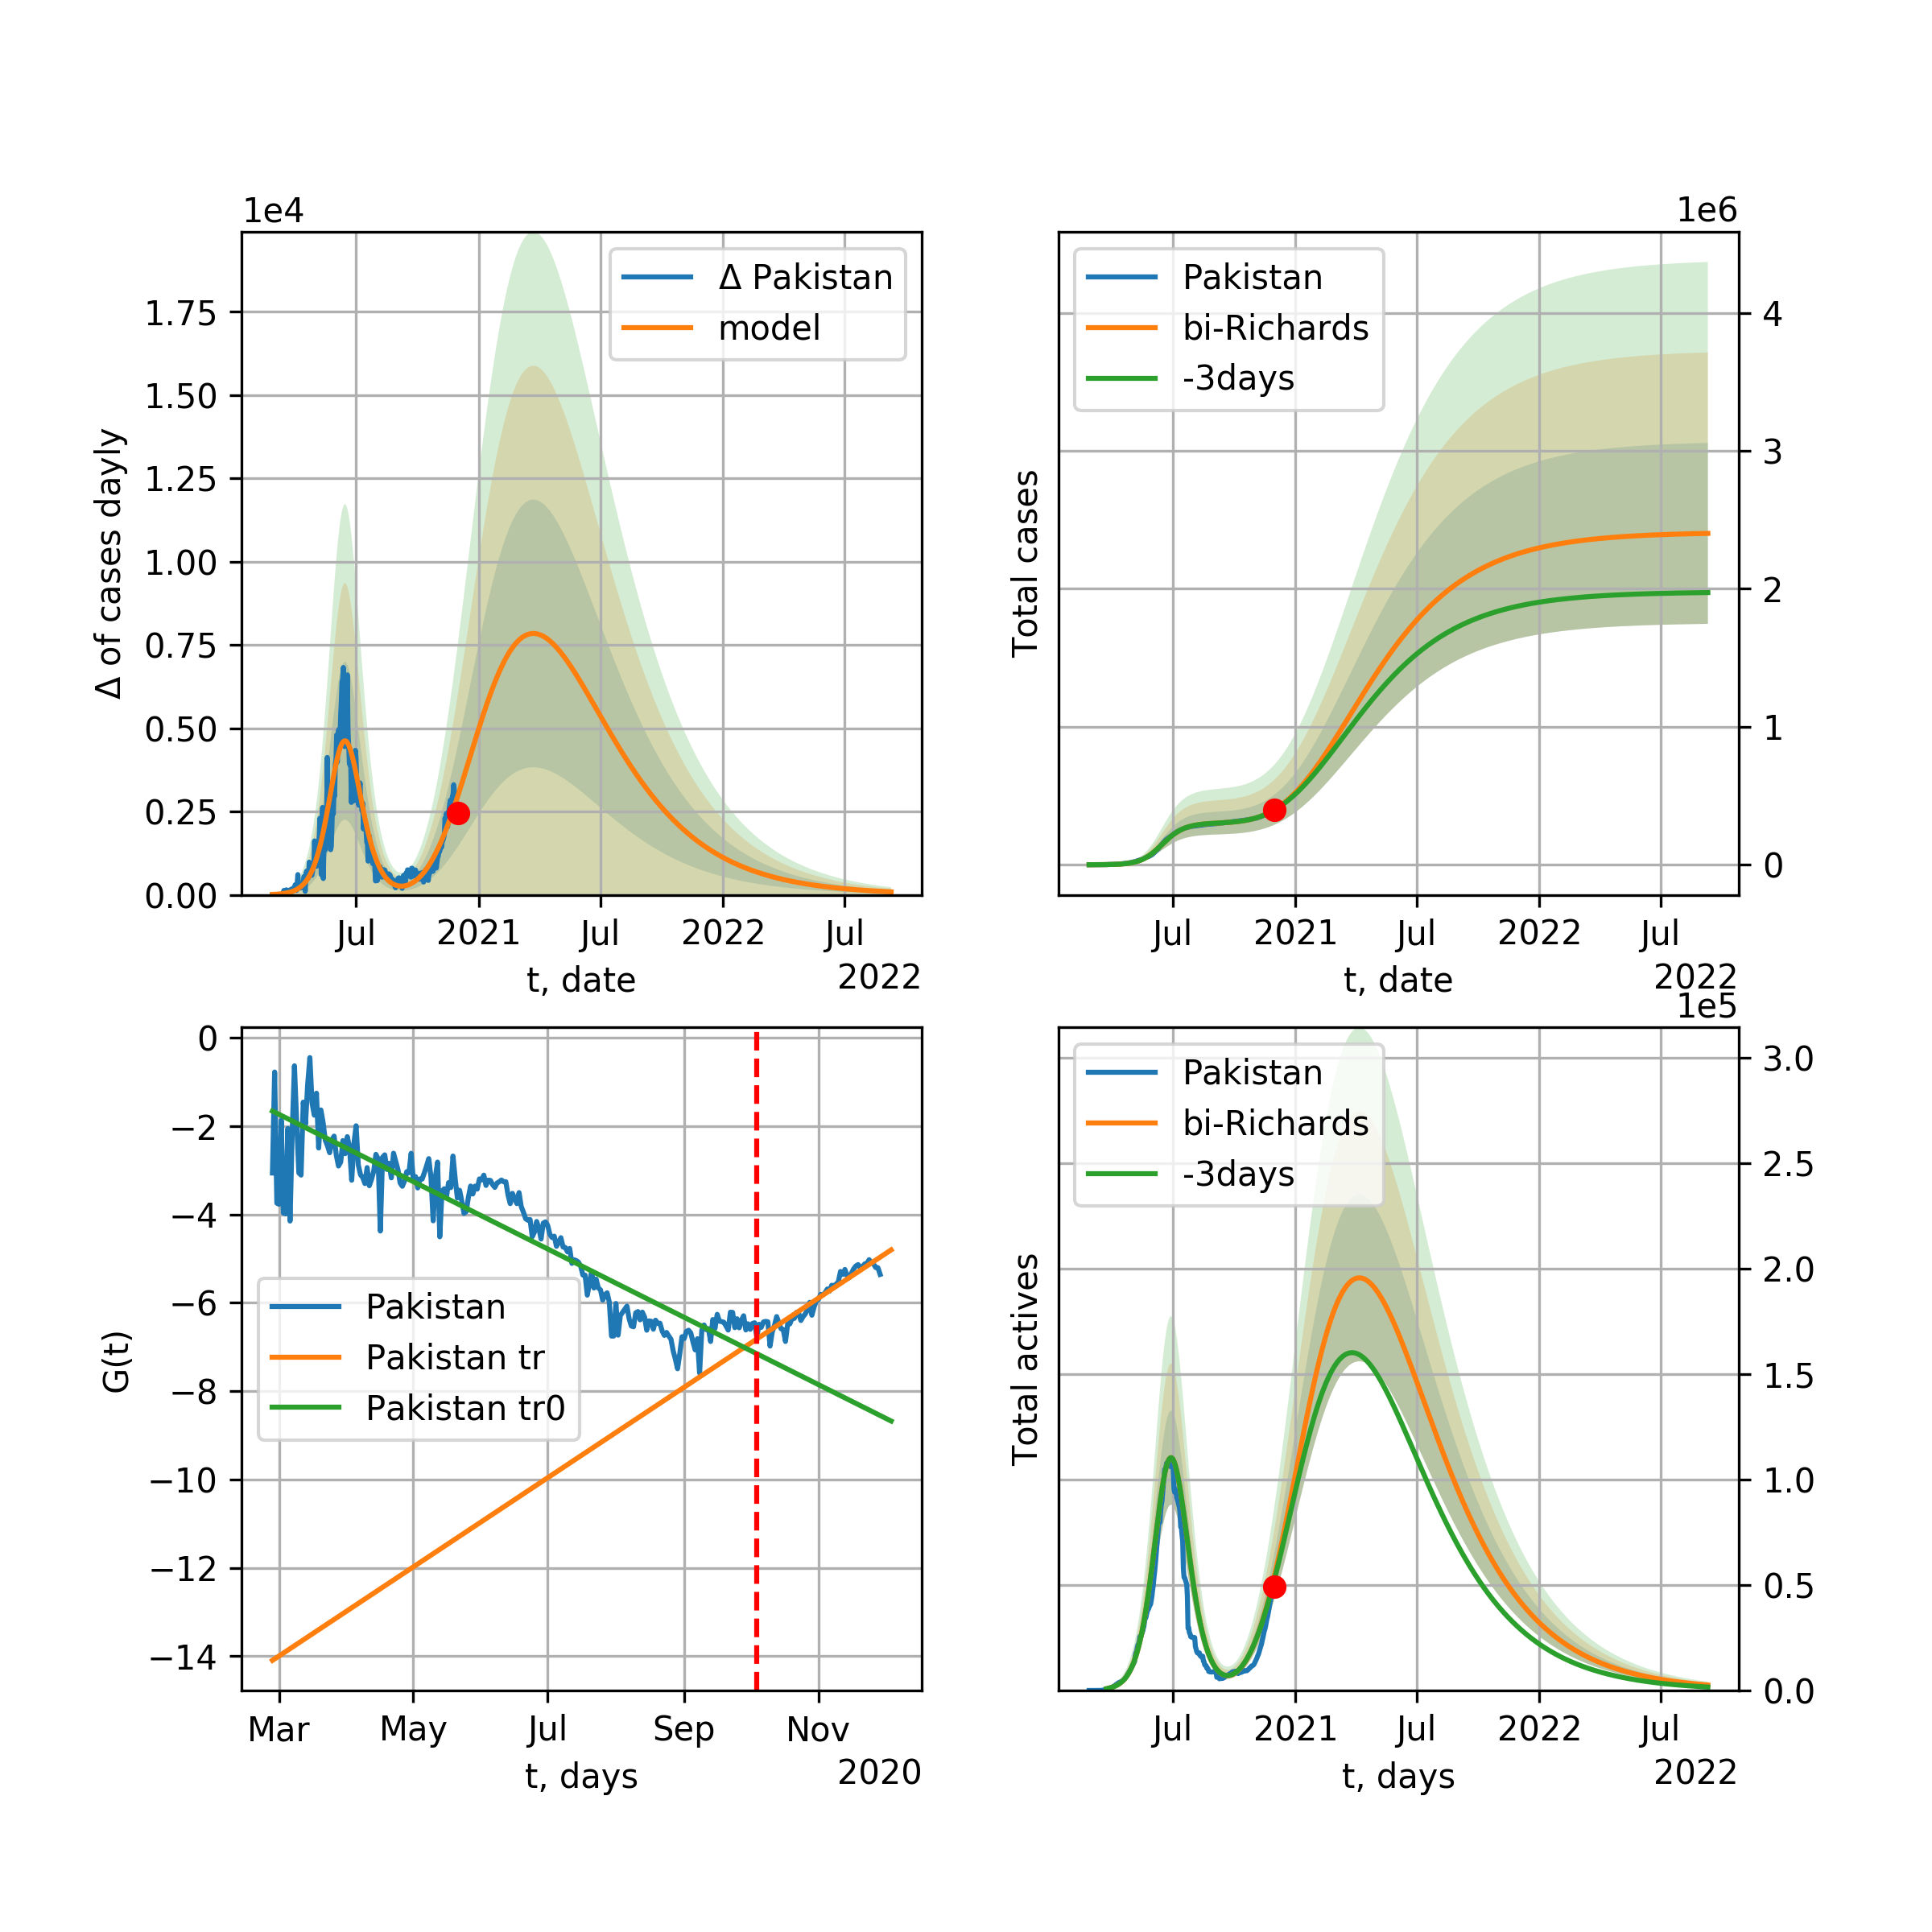 1e4
Δ of cases dayly
1.75
1.50
1.25
1.00
0.75
0.50
0.25
0.00
Δ Pakistan
model
Jul 2021 Jul 2022 Jul
t, date
2022
1e6
Total cases
Pakistan
bi-Richards
-3days
4
3
2
1
0
Jul 2021 Jul 2022 Jul
t, date
2022
G(t)
0
−2
−4
−6
−8
−10
−12
−14
Pakistan
Pakistan tr
Pakistan tr0
Mar May Jul Sep Nov
t, days
2020
1e5
Total actives
Pakistan
bi-Richards
-3days
3.0
2.5
2.0
1.5
1.0
0.5
0.0
Jul 2021 Jul 2022 Jul
t, days
2022